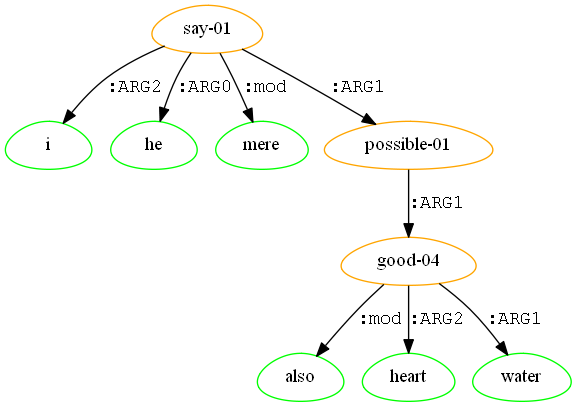 say-01
:ARG2 :ARG0 :mod :ARG1
i he mere possible-01
:ARG1
good-04
:mod :ARG2 :ARG1
also heart water